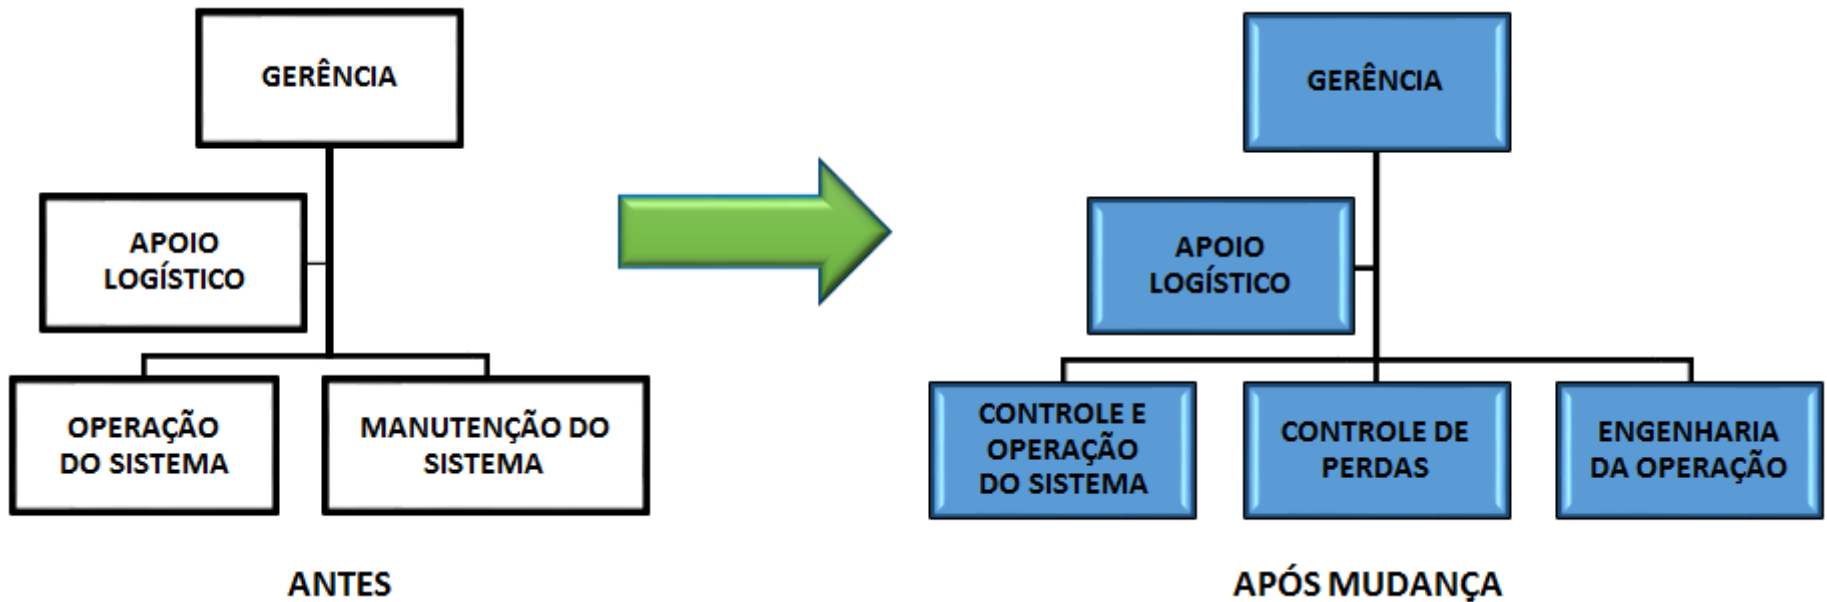 GERÊNCIA
APOIO
LOGÍSTICO
OPERAÇÃO
DO SISTEMA
MANUTENÇÃO DO
SISTEMA
ANTES
GERÊNCIA
APOIO
LOGÍSTICO
CONTROLE E
OPERAÇÃO
DO SISTEMA
CONTROLE DE
PERDAS
ENGENHARIA
DA OPERAÇÃO
APÓS MUDANÇA